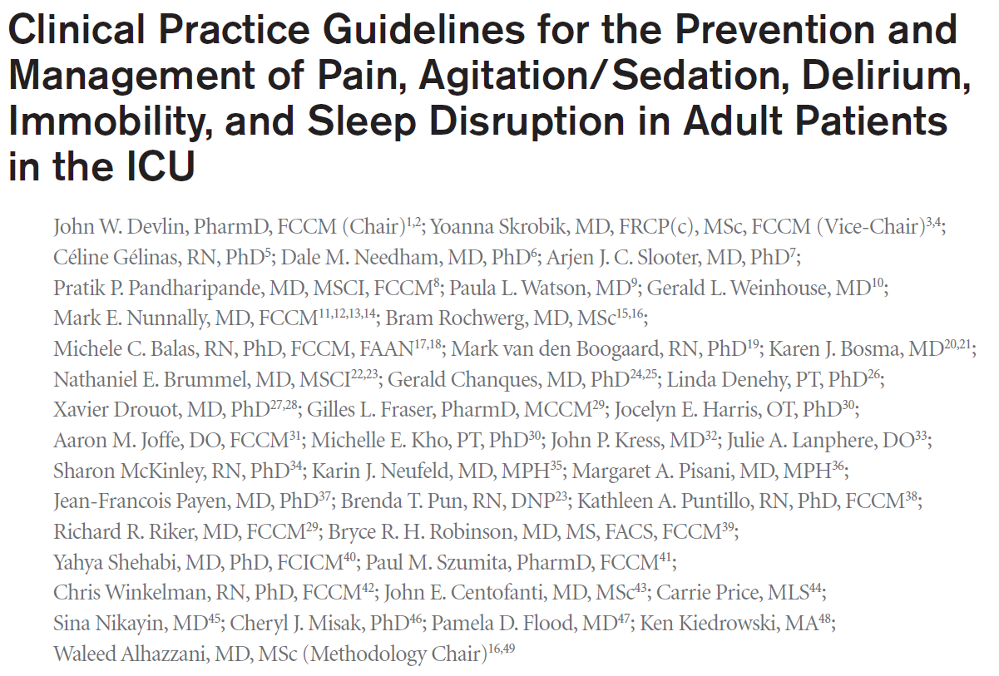 Clinical Practice Guidelines for the Prevention and
Management of Pain, Agitation/Sedation, Delirium,
Immobility, and Sleep Disruption in Adult Patients
in the ICU
John W. Devlin, PharmD, FCCM (Chair)1,2; Yoanna Skrobik, MD, FRCP(c), MSc, FCCM (Vice-Chair)3,4;
Céline Gélinas, RN, PhD5; Dale M. Needham, MD, PhD6; Arjen J. C. Slooter, MD, PhD7;
Pratik P. Pandharipande, MD, MSCI, FCCM8; Paula L. Watson, MD9; Gerald L. Weinhouse, MD10;
Mark E. Nunnally, MD, FCCM11,12,13,14; Bram Rochwerg, MD, MSc15,16;
Michele C. Balas, RN, PhD, FCCM, FAAN17,18; Mark van den Boogaard, RN, PhD19; Karen J. Bosma, MD20,21;
Nathaniel E. Brummel, MD, MSCI22,23; Gerald Chanques, MD, PhD24,25; Linda Denehy, PT, PhD26;
Xavier Drouot, MD, PhD27,28; Gilles L. Fraser, PharmD, MCCM29; Jocelyn E. Harris, OT, PhD30;
Aaron M. Joffe, DO, FCCM31; Michelle E. Kho, PT, PhD30; John P. Kress, MD32; Julie A. Lanphere, DO33;
Sharon McKinley, RN, PhD34; Karin J. Neufeld, MD, MPH35; Margaret A. Pisani, MD, MPH36;
Jean-Francois Payen, MD, PhD37; Brenda T. Pun, RN, DNP23; Kathleen A. Puntillo, RN, PhD, FCCM38;
Richard R. Riker, MD, FCCM29; Bryce R. H. Robinson, MD, MS, FACS, FCCM39;
Yahya Shehabi, MD, PhD, FCICM40; Paul M. Szumita, PharmD, FCCM41;
Chris Winkelman, RN, PhD, FCCM42; John E. Centofanti, MD, MSc43; Carrie Price, MLS44;
Sina Nikayin, MD45; Cheryl J. Misak, PhD46; Pamela D. Flood, MD47; Ken Kiedrowski, MA48;
Waleed Alhazzani, MD, MSc (Methodology Chair)16,49